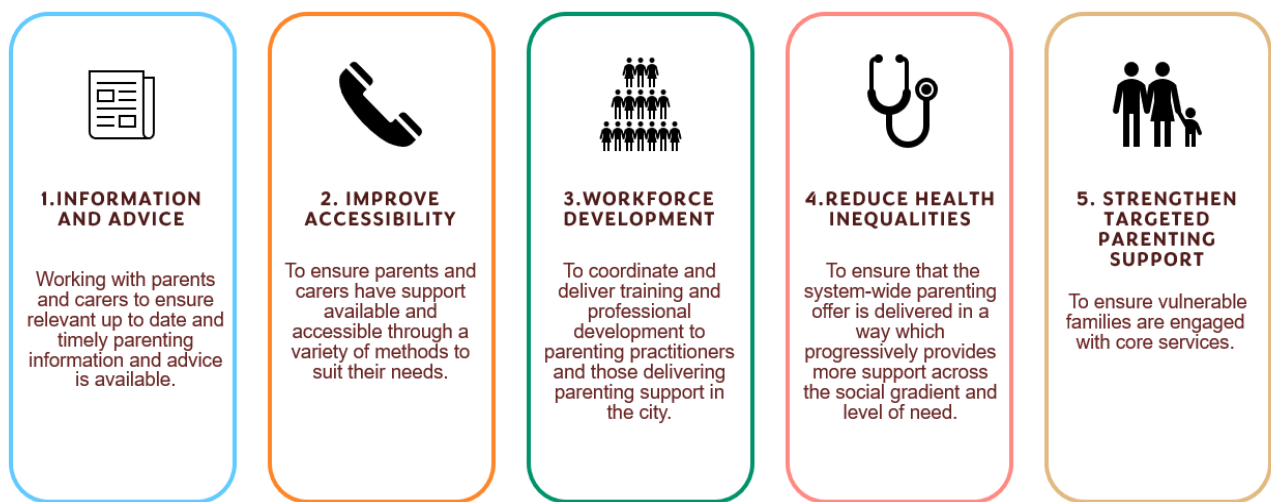 1.INFORMATION
AND ADVICE
Working with parents
and carers to ensure
relevant up to date and
timely parenting
information and advice
is available.
2. IMPROVE
ACCESSIBILITY
To ensure parents and
carers have support
available and
accessible through a
variety of methods to
suit their needs.
3.WORKFORCE
DEVELOPMENT
To coordinate and
deliver training and
professional
development to
parenting practitioners
and those delivering
parenting support in
the city.
4.REDUCE HEALTH
INEQUALITIES
To ensure that the
system-wide parenting
offer is delivered in a
way which
progressively provides
more support across
the social gradient and
level of need.
5. STRENGTHEN
TARGETED
PARENTING
SUPPORT
To ensure vulnerable
families are engaged
with core services.